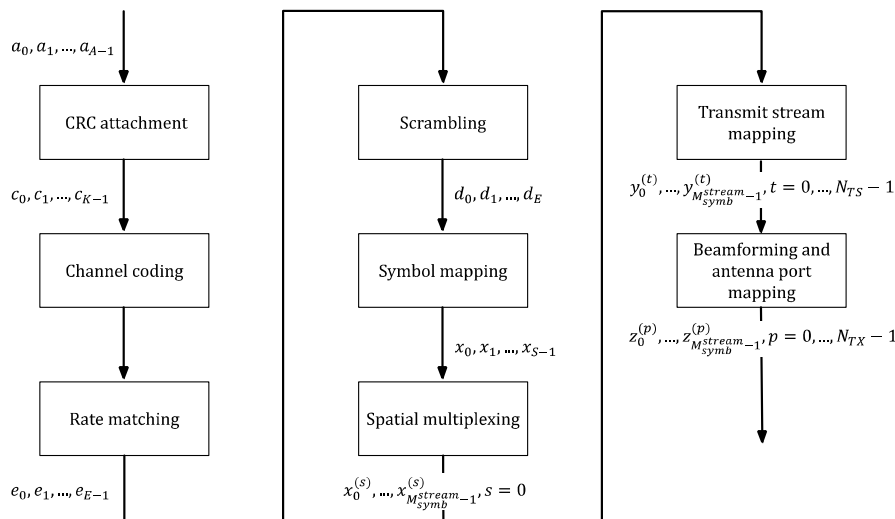 a_0, a_1, ..., a_{A−1}
CRC attachment
c_0, c_1, ..., c_{K−1}
Channel coding
Rate matching
e_0, e_1, ..., e_{E−1}
Scrambling
d_0, d_1, ..., d_E
Symbol mapping
x_0, x_1, ..., x_{S−1}
Spatial multiplexing
x_0^{(s)}, ..., x_{M_{symb}^{stream}−1}^{(s)}, s = 0
Transmit stream
mapping
y_0^{(t)}, ..., y_{M_{symb}^{stream}−1}^{(t)}, t = 0, ..., N_{TS} − 1
Beamforming and
antenna port
mapping
z_0^{(p)}, ..., z_{M_{symb}^{stream}−1}^{(p)}, p = 0, ..., N_{TX} − 1